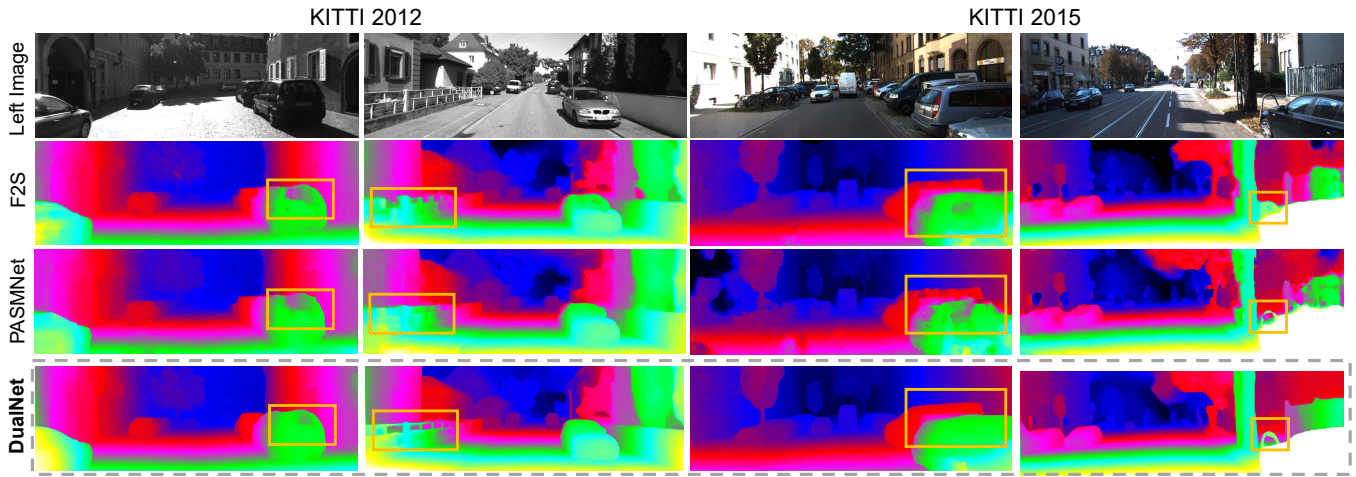 KITTI 2012
KITTI 2015
Left Image
F2S
PASMNet
DualNet